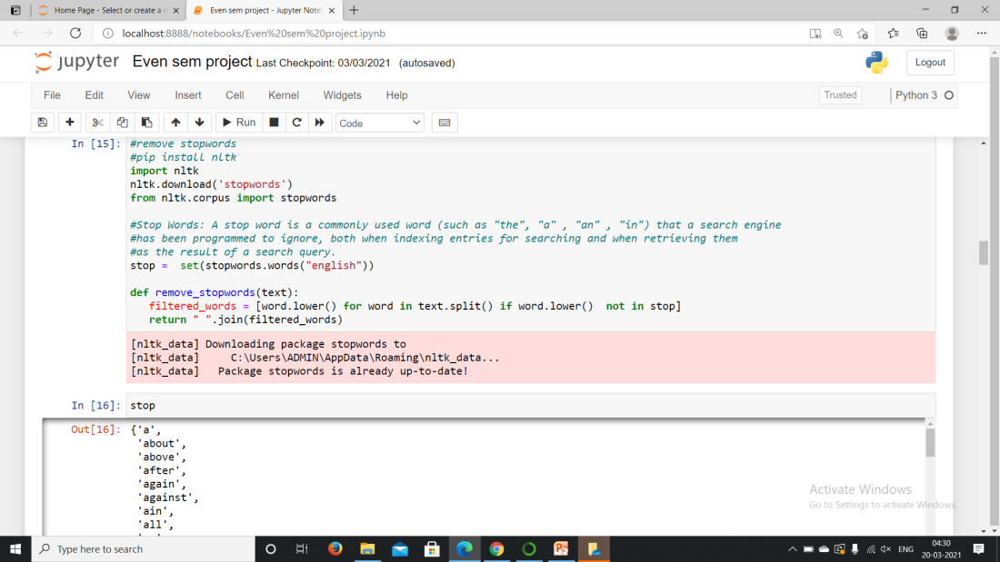 Home Page - Select or create a n
Even sem project - Jupyter Note
localhost:8888/notebooks/Even%20sem%20project.ipynb
jupyter Even sem project Last Checkpoint: 03/03/2021 (autosaved)
Logout
File Edit View Insert Cell Kernel Widgets Help
Trusted
Python 3
Run
Code
In [15]: #remove stopwords
#pip install nltk
import nltk
nltk.download('stopwords')
from nltk.corpus import stopwords
#Stop Words: A stop word is a commonly used word (such as "the", "a" , "an" , "in") that a search engine
#has been programmed to ignore, both when indexing entries for searching and when retrieving them
#as the result of a search query.
stop =  set(stopwords.words("english"))
def remove_stopwords(text):
filtered_words = [word.lower() for word in text.split() if word.lower()  not in stop]
return " ".join(filtered_words)
[nltk_data] Downloading package stopwords to
[nltk_data]     C:\Users\ADMIN\AppData\Roaming\nltk_data...
[nltk_data]   Package stopwords is already up-to-date!
In [16]: stop
Out[16]: {'a',
'about',
'above',
'after',
'again',
'against',
'ain',
'all',
Activate Windows
Go to Settings to activate Windows.
Type here to search
ENG
04:30
20-03-2021